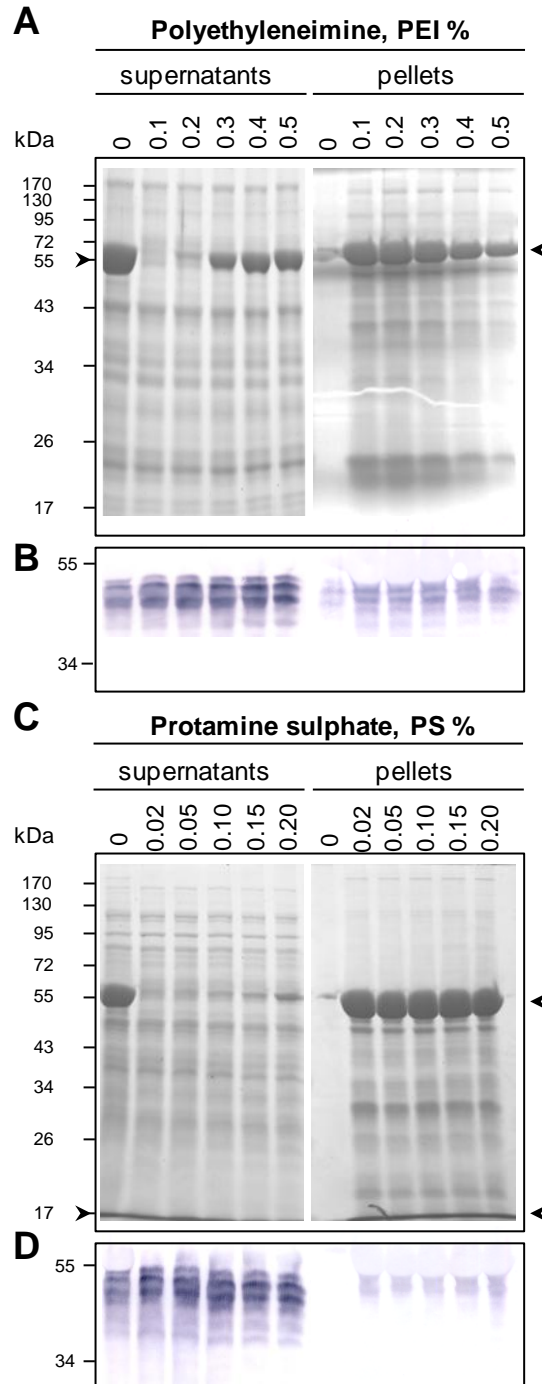 A
Polyethyleneimine, PEI %
supernatants pellets
kDa 0 0.1 0.2 0.3 0.4 0.5 0 0.1 0.2 0.3 0.4 0.5
170
130
95
72
55
43
34
26
17
B
55
34
C
Protamine sulphate, PS %
supernatants pellets
kDa 0 0.02 0.05 0.10 0.15 0.20 0 0.02 0.05 0.10 0.15 0.20
170
130
95
72
55
43
34
26
17
D
55
34